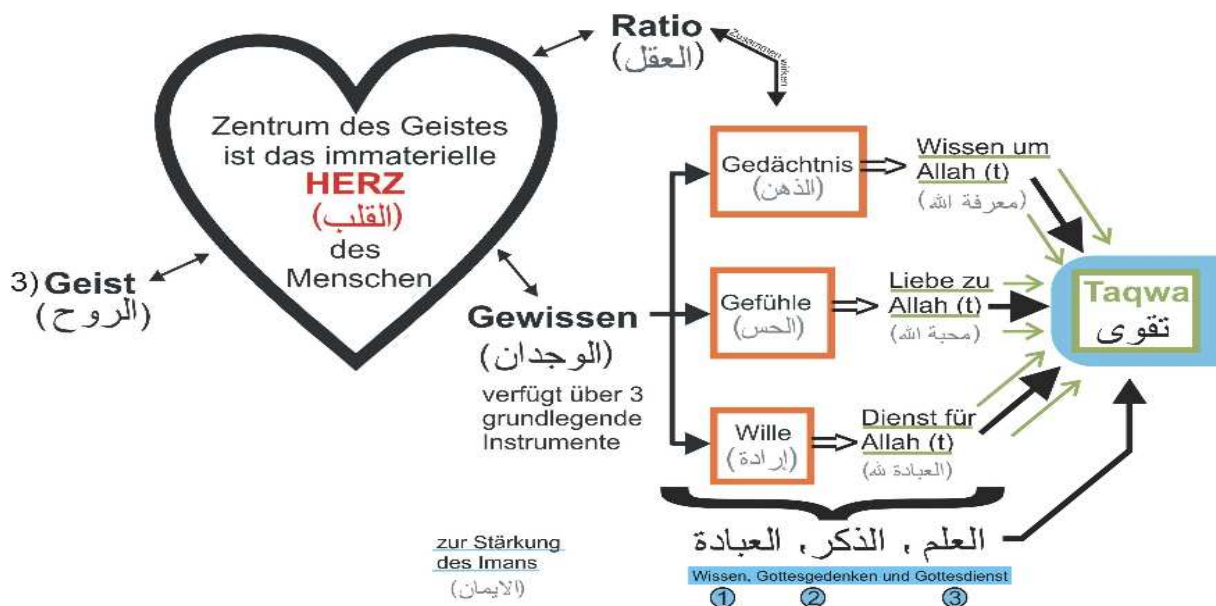 Ratio
(العقل)
Zusammen wirken
Zentrum des Geistes
ist das immaterielle
HERZ
(القلب)
des
Menschen
3) Geist
(الروح)
Gewissen
(الوجدان)
verfügt über 3
grundlegende
Instrumente
Gedächtnis
(الذهن)
Wissen um
Allah (t)
(معرفة الله)
Gefühle
(الحس)
Liebe zu
Allah (t)
(محبة الله)
Wille
(إرادة)
Dienst für
Allah (t)
(العبادة لله)
Taqwa
تقوى
العلم , الذكر , العبادة
Wissen, Gottesgedenken und Gottesdienst
1 2 3
zur Stärkung
des Imans
(الايمان)